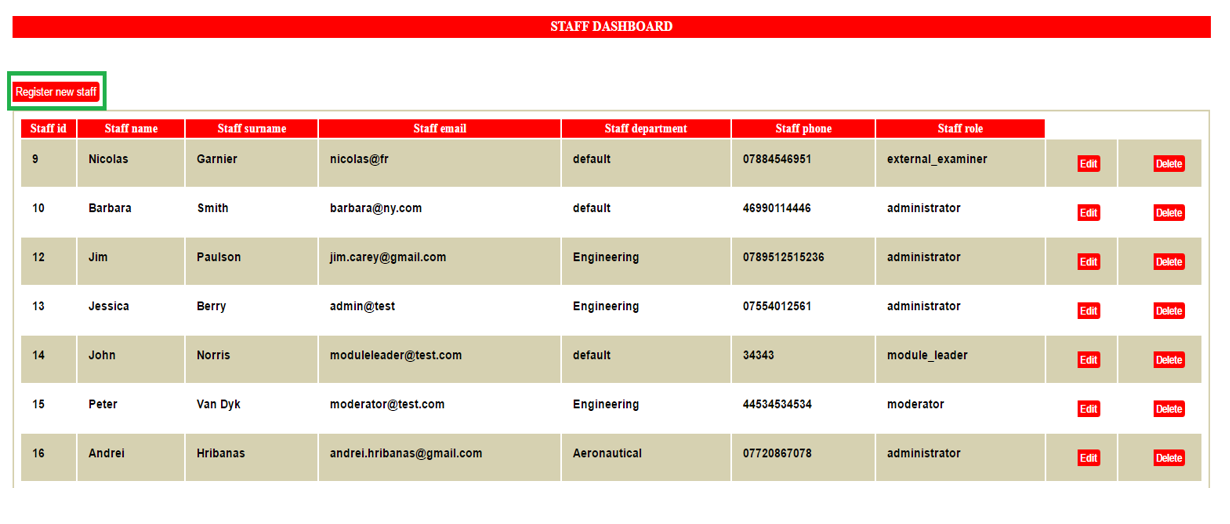 STAFF DASHBOARD
Register new staff
Staff id Staff name Staff surname Staff email Staff department Staff phone Staff role
9 Nicolas Garnier nicolas@fr default 07884546951 external_examiner Edit Delete
10 Barbara Smith barbara@ny.com default 46990114446 administrator Edit Delete
12 Jim Paulson jim.carey@gmail.com Engineering 0789512515236 administrator Edit Delete
13 Jessica Berry admin@test Engineering 07554012561 administrator Edit Delete
14 John Norris moduleleader@test.com default 34343 module_leader Edit Delete
15 Peter Van Dyk moderator@test.com Engineering 44534534534 moderator Edit Delete
16 Andrei Hribanas andrei.hribanas@gmail.com Aeronautical 07720867078 administrator Edit Delete